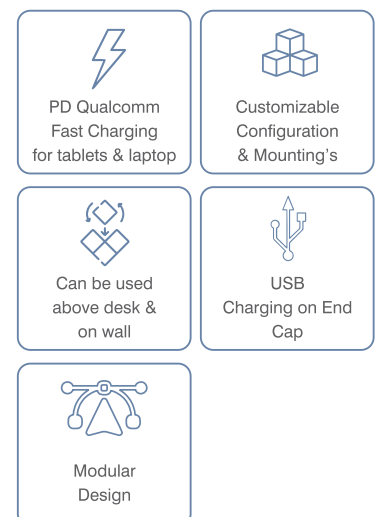 PD Qualcomm
Fast Charging
for tablets & laptop
Customizable
Configuration
& Mounting's
Can be used
above desk &
on wall
USB
Charging on End
Cap
Modular
Design